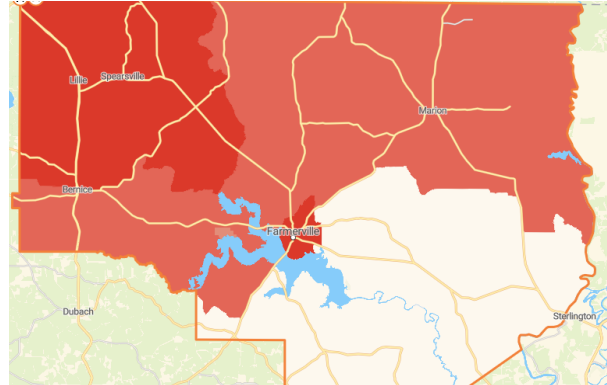 Lillie
Spearsville
Marion
Bernice
Farmerville
Dubach
Sterlington